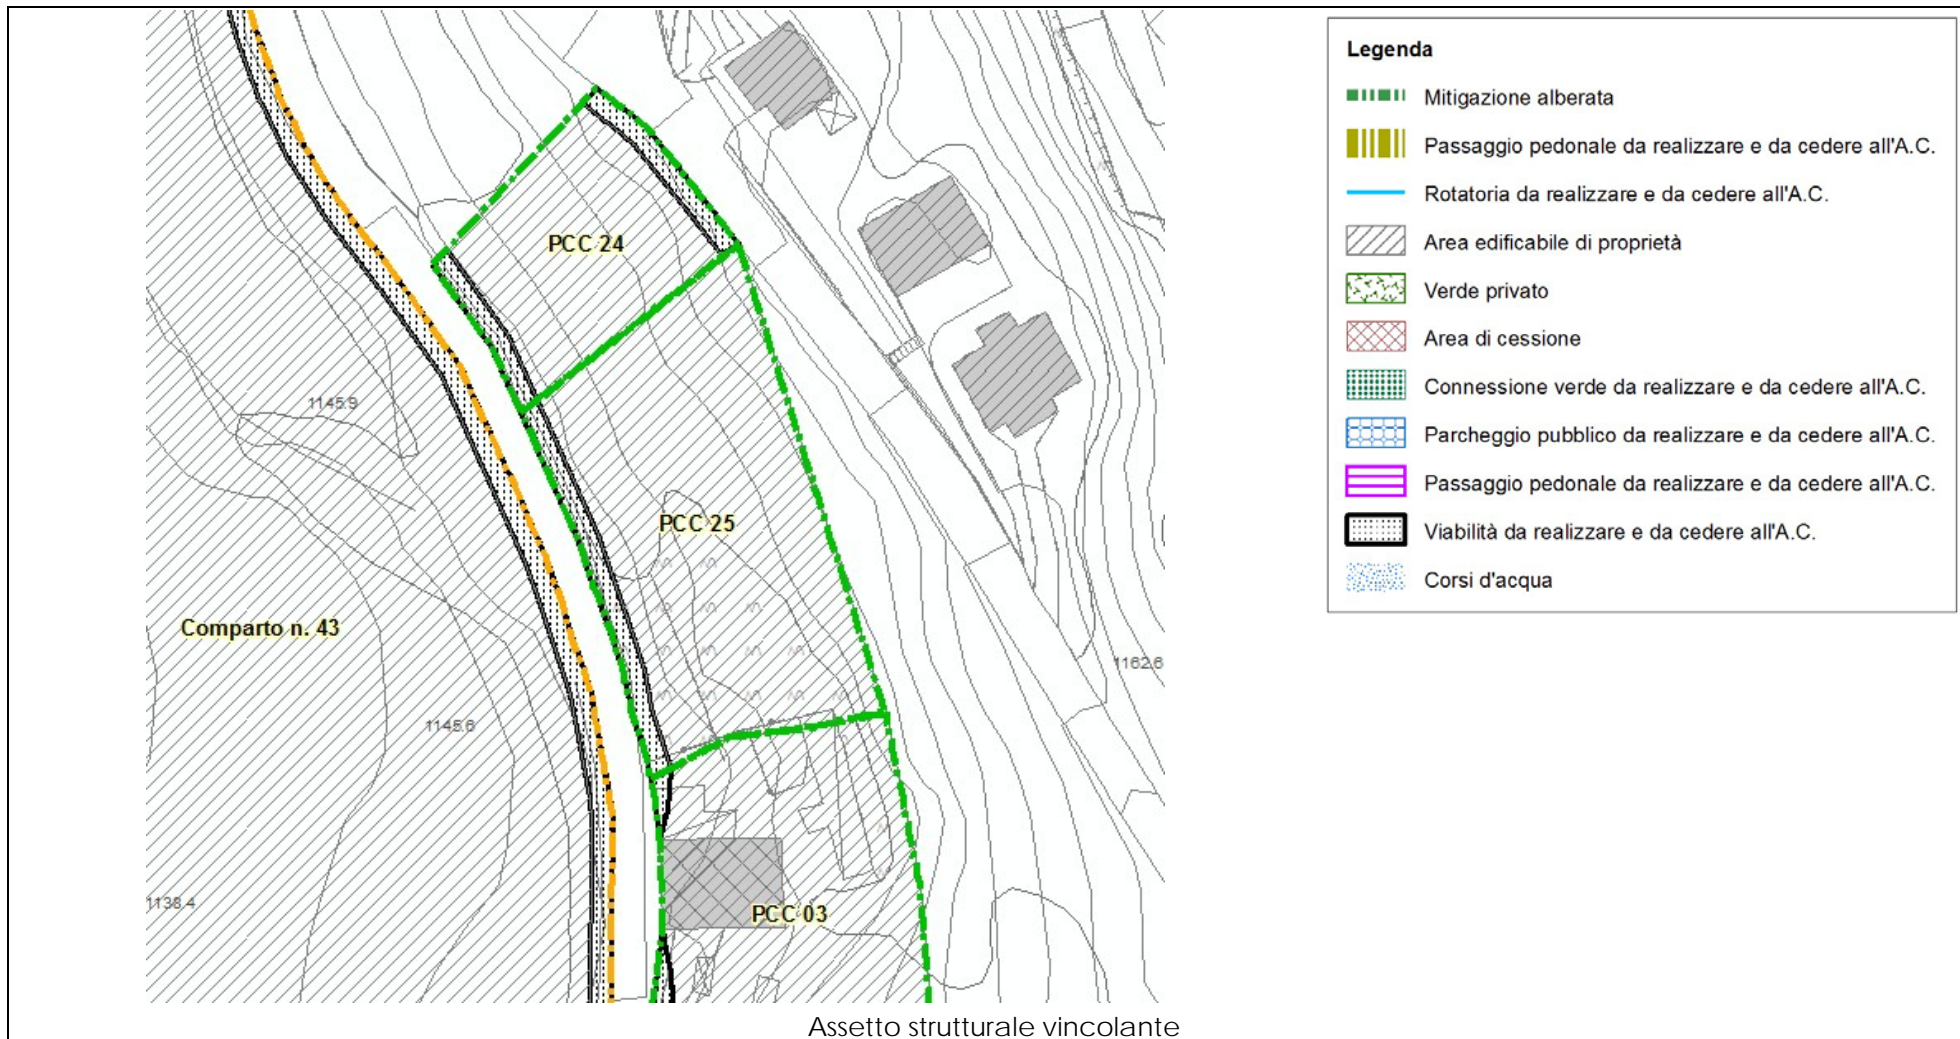 PCC 24
1145.9
PCC 25
Comparto n. 43
1162.6
1145.6
1138.4
PCC 03
Legenda
Mitigazione alberata
Passaggio pedonale da realizzare e da cedere all'A.C.
Rotatoria da realizzare e da cedere all'A.C.
Area edificabile di proprietà
Verde privato
Area di cessione
Connessione verde da realizzare e da cedere all'A.C.
Parcheggio pubblico da realizzare e da cedere all'A.C.
Passaggio pedonale da realizzare e da cedere all'A.C.
Viabilità da realizzare e da cedere all'A.C.
Corsi d'acqua
Assetto strutturale vincolante